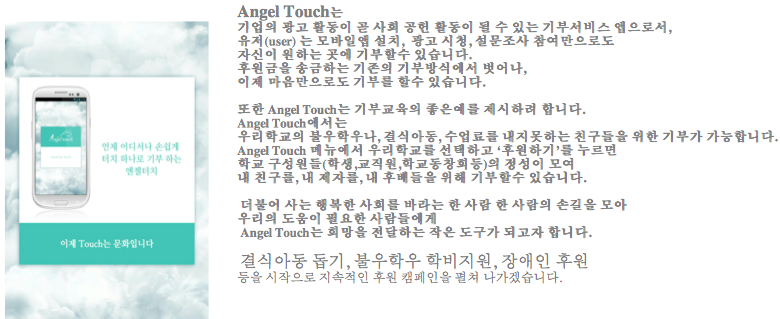 Angel Touch
언제 어디서나 손쉽게
터치 하나로 기부 하는
엔젤터치
이제 Touch는 문화입니다
Angel Touch는
기업의 광고 활동이 곧 사회 공헌 활동이 될 수 있는 기부서비스 앱으로서,
유저(user) 는 모바일앱 설치, 광고 시청, 설문조사 참여만으로도
자신이 원하는 곳에 기부할수 있습니다.
후원금을 송금하는 기존의 기부방식에서 벗어나,
이제 마음만으로도 기부를 할수 있습니다.
또한 Angel Touch는 기부교육의 좋은예를 제시하려 합니다.
Angel Touch에서는
우리학교의 불우학우나, 결식아동, 수업료를 내지못하는 친구들을 위한 기부가 가능합니다.
Angel Touch 메뉴에서 우리학교를 선택하고 ‘후원하기’를 누르면
학교 구성원들(학생,교직원,학교동창회등)의 정성이 모여
내 친구를, 내 제자를, 내 후배들을 위해 기부할수 있습니다.
더불어 사는 행복한 사회를 바라는 한 사람 한 사람의 손길을 모아
우리의 도움이 필요한 사람들에게
Angel Touch는 희망을 전달하는 작은 도구가 되고자 합니다.
결식아동 돕기, 불우학우 학비지원, 장애인 후원
등을 시작으로 지속적인 후원 캠페인을 펼쳐 나가겠습니다.